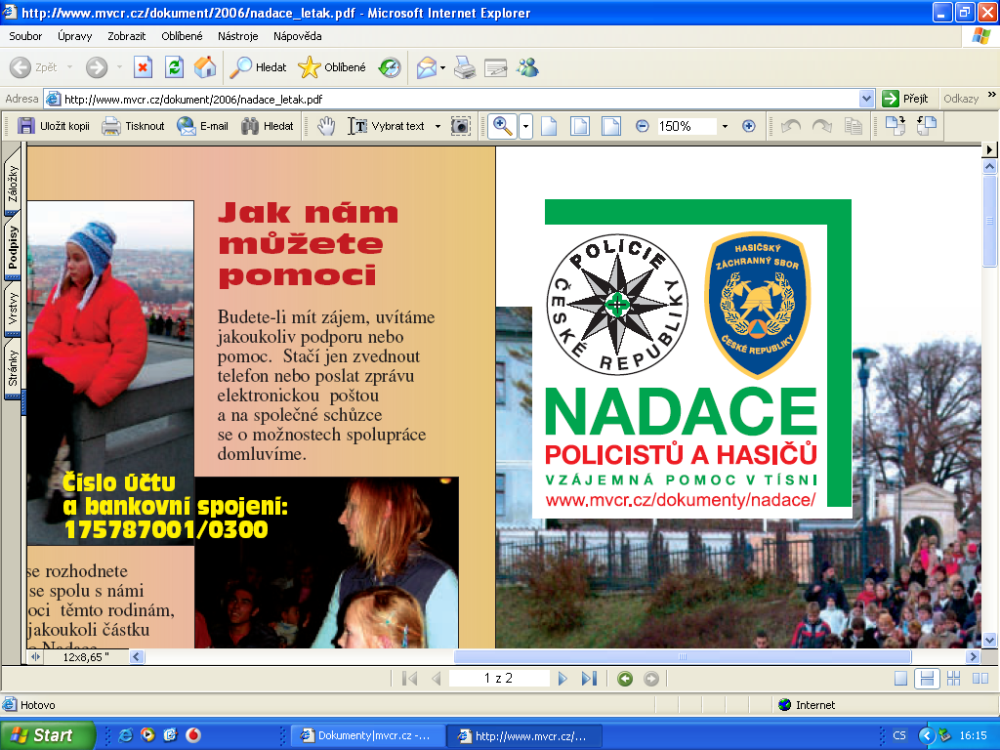 http://www.mvcr.cz/dokument/2006/nadace_letak.pdf - Microsoft Internet Explorer
Soubor Úpravy Zobrazit Oblíbené Nástroje Nápověda
Zpět Hledat Oblíbené
Adresa http://www.mvcr.cz/dokument/2006/nadace_letak.pdf Přejít Odkazy »
Uložit kopii Tisknout E-mail Hledat Vybrat text 150%
Záložky
Podpisy
Vrstvy
Stránky
Jak nám
můžete
pomoci
Budete-li mít zájem, uvítáme
jakoukoliv podporu nebo
pomoc. Stačí jen zvednout
telefon nebo poslat zprávu
elektronickou poštou
a na společné schůzce
se o možnostech spolupráce
domluvíme.
Číslo účtu
a bankovní spojení:
175787001/0300
se rozhodnete
se spolu s námi
oci těmto rodinám,
jakoukoli částku
Nadace
POLICIE
ČESKÉ REPUBLIKY
HASIČSKÝ
ZÁCHRANNÝ SBOR
ČESKÉ REPUBLIKY
NADACE
POLICISTŮ A HASIČŮ
VZÁJEMNÁ POMOC V TÍSNI
www.mvcr.cz/dokumenty/nadace/
12x8,65 "
1 z 2
Hotovo Internet
Start Dokumenty|mvcr.cz -... http://www.mvcr.cz/... CS 16:15